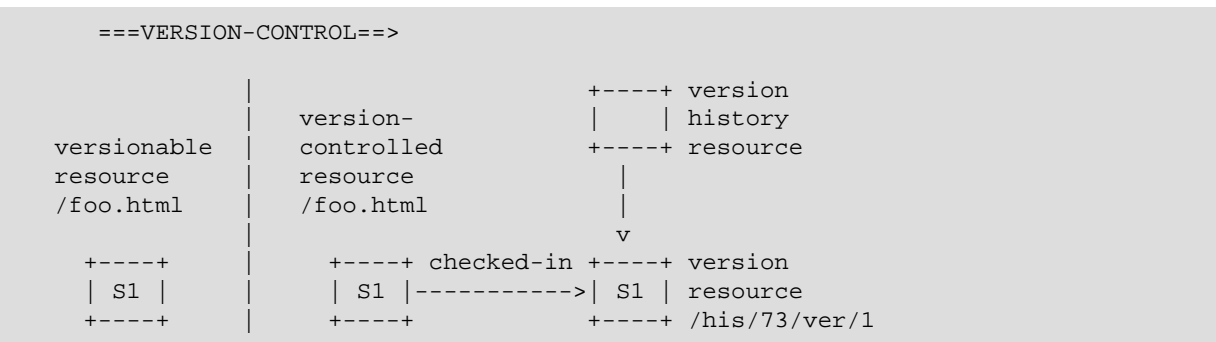 ===VERSION-CONTROL==>
| +----+ version
| version- | | history
versionable | controlled +----+ resource
resource | resource |
/foo.html | /foo.html |
| v
+----+ | +----+ checked-in +----+ version
| S1 | | | S1 |----------->| S1 | resource
+----+ | +----+ +----+ /his/73/ver/1